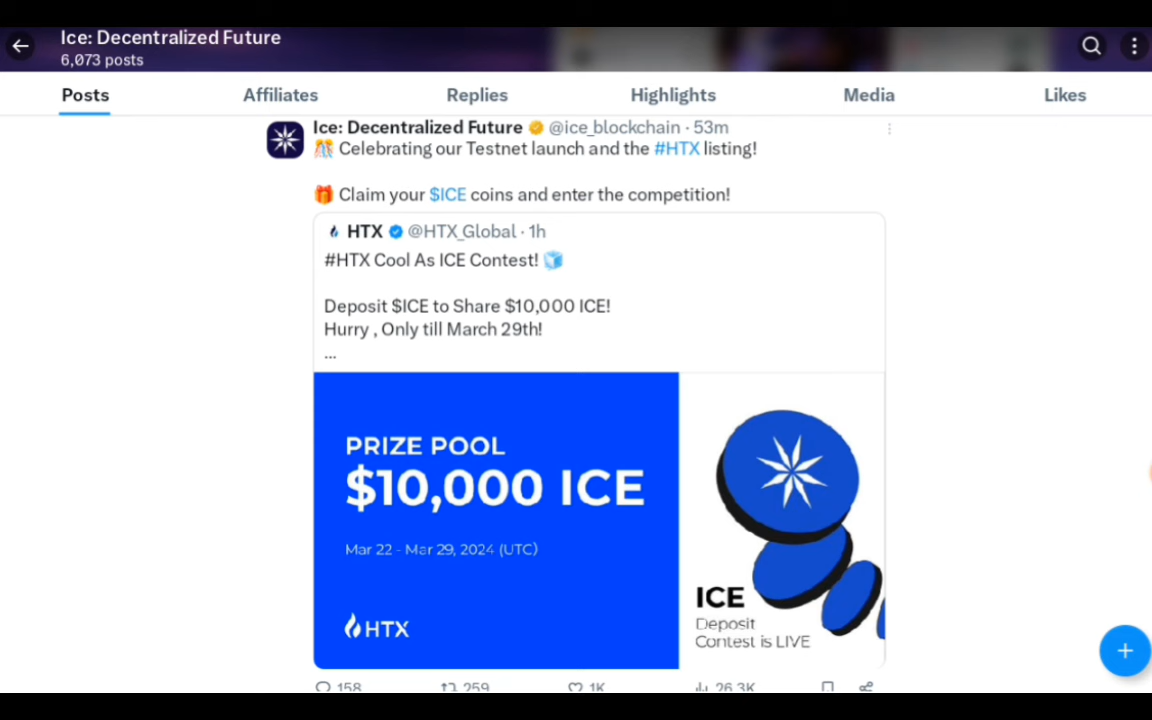 Ice: Decentralized Future
6,073 posts
Posts
Affiliates
Replies
Highlights
Media
Likes
Ice: Decentralized Future @ice_blockchain · 53m
🎊 Celebrating our Testnet launch and the #HTX listing!
🎁 Claim your $ICE coins and enter the competition!
HTX @HTX_Global · 1h
#HTX Cool As ICE Contest! 🧊
Deposit $ICE to Share $10,000 ICE!
Hurry , Only till March 29th!
...
PRIZE POOL
$10,000 ICE
Mar 22 - Mar 29, 2024 (UTC)
HTX
ICE
Deposit
Contest is LIVE
158
259
1K
26.3K